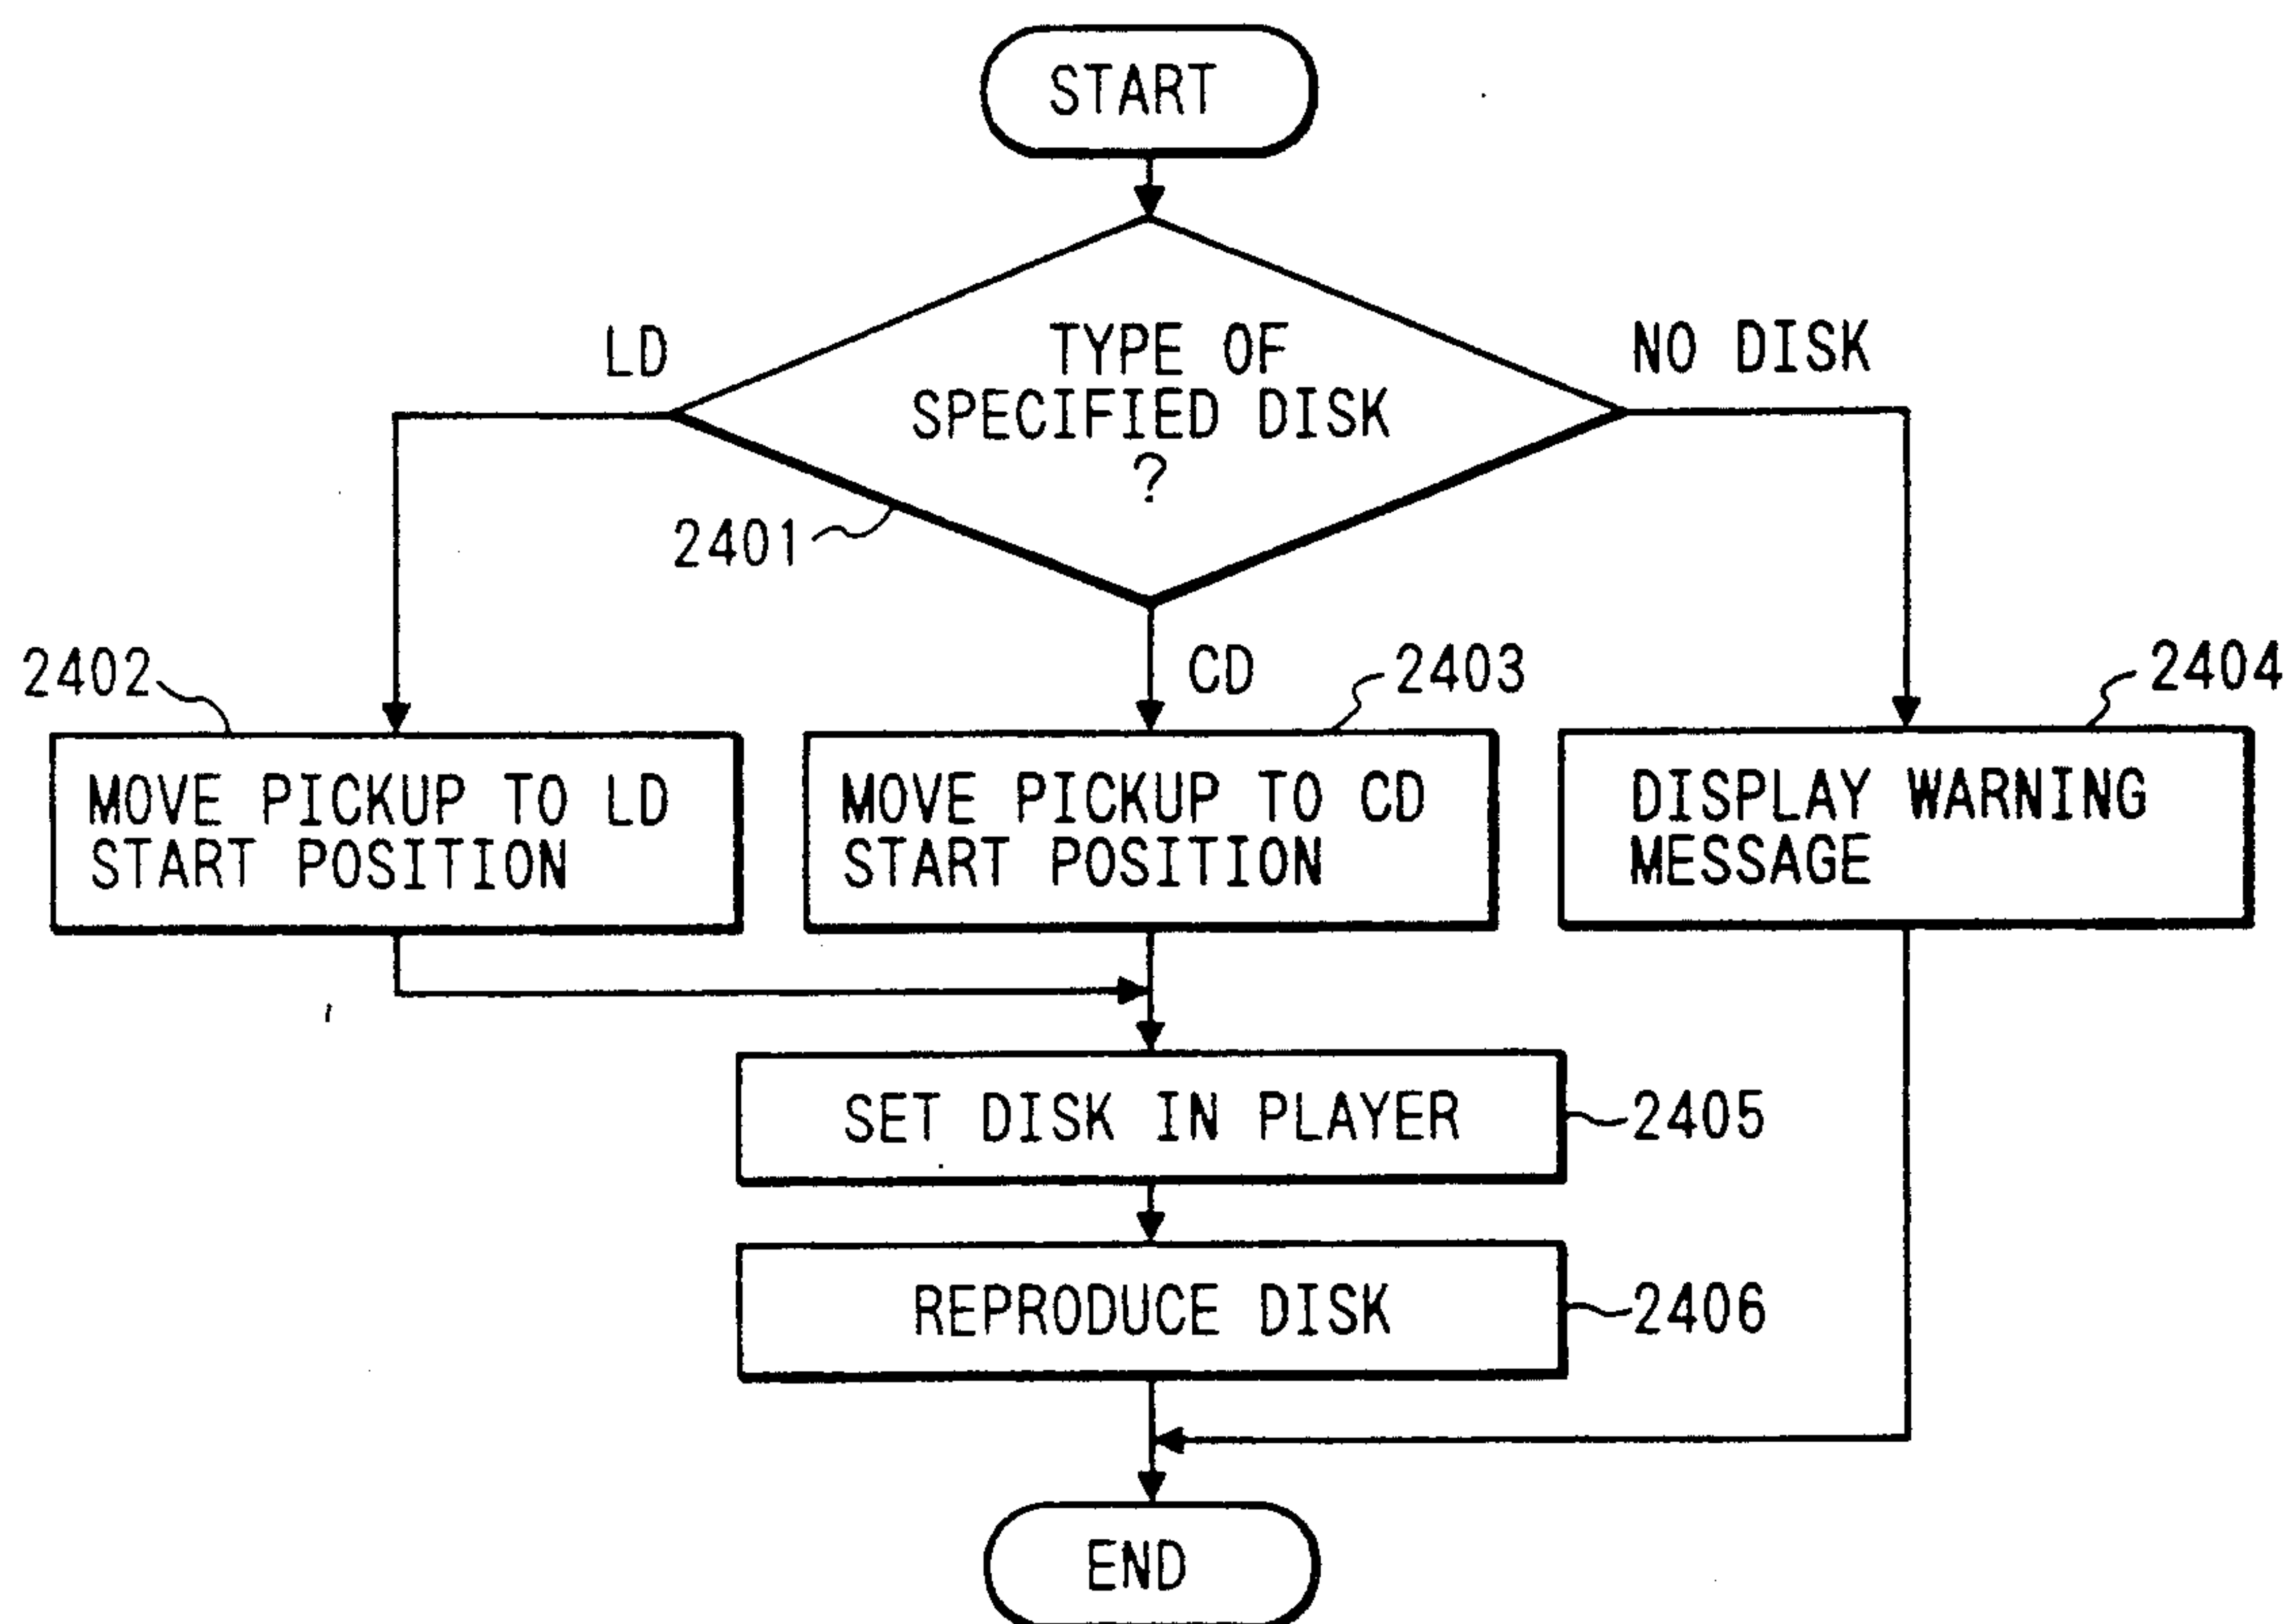 START
LD
TYPE OF
SPECIFIED DISK
?
NO DISK
2401
2402
CD
2403
2404
MOVE PICKUP TO LD
START POSITION
MOVE PICKUP TO CD
START POSITION
DISPLAY WARNING
MESSAGE
SET DISK IN PLAYER
2405
REPRODUCE DISK
2406
END